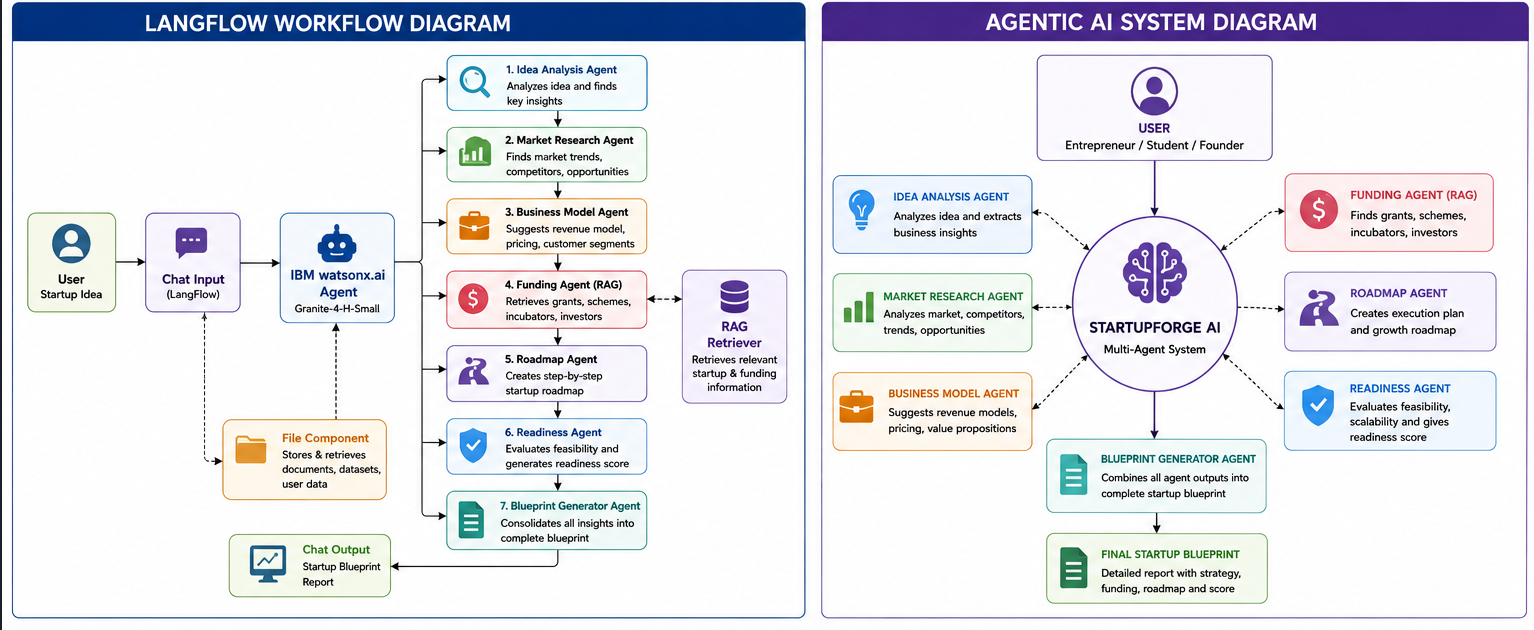 LANGFLOW WORKFLOW DIAGRAM
User
Startup Idea
Chat Input
(LangFlow)
IBM watsonx.ai
Agent
Granite-4-H-Small
File Component
Stores & retrieves
documents, datasets,
user data
1. Idea Analysis Agent
Analyzes idea and finds
key insights
2. Market Research Agent
Finds market trends,
competitors, opportunities
3. Business Model Agent
Suggests revenue model,
pricing, customer segments
4. Funding Agent (RAG)
Retrieves grants, schemes,
incubators, investors
RAG
Retriever
Retrieves relevant
startup & funding
information
5. Roadmap Agent
Creates step-by-step
startup roadmap
6. Readiness Agent
Evaluates feasibility and
generates readiness score
7. Blueprint Generator Agent
Consolidates all insights into
complete blueprint
Chat Output
Startup Blueprint
Report
AGENTIC AI SYSTEM DIAGRAM
USER
Entrepreneur / Student / Founder
IDEA ANALYSIS AGENT
Analyzes idea and extracts
business insights
MARKET RESEARCH AGENT
Analyzes market, competitors,
trends, opportunities
BUSINESS MODEL AGENT
Suggests revenue models,
pricing, value propositions
STARTUPFORGE AI
Multi-Agent System
FUNDING AGENT (RAG)
Finds grants, schemes,
incubators, investors
ROADMAP AGENT
Creates execution plan
and growth roadmap
READINESS AGENT
Evaluates feasibility,
scalability and gives
readiness score
BLUEPRINT GENERATOR AGENT
Combines all agent outputs into
complete startup blueprint
FINAL STARTUP BLUEPRINT
Detailed report with strategy,
funding, roadmap and score